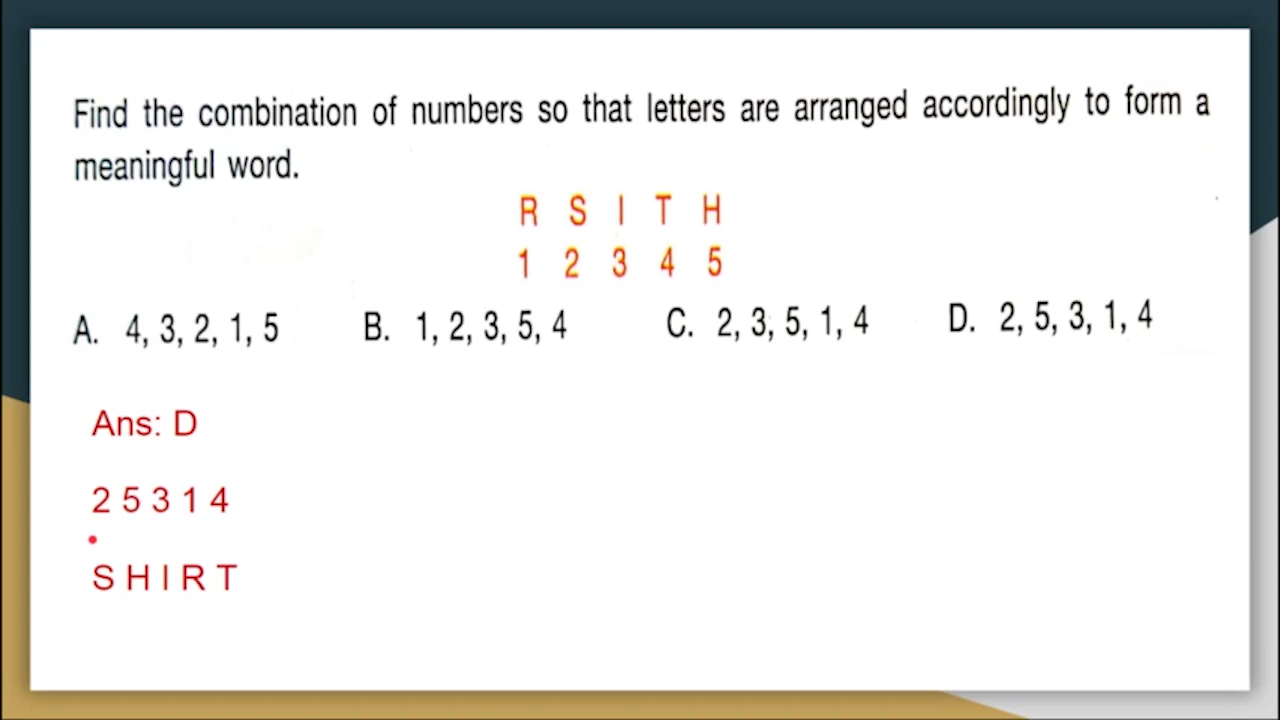 Find the combination of numbers so that letters are arranged accordingly to form a
meaningful word.
R S I T H
1 2 3 4 5
A. 4, 3, 2, 1, 5 B. 1, 2, 3, 5, 4 C. 2, 3, 5, 1, 4 D. 2, 5, 3, 1, 4
Ans: D
2 5 3 1 4
S H I R T